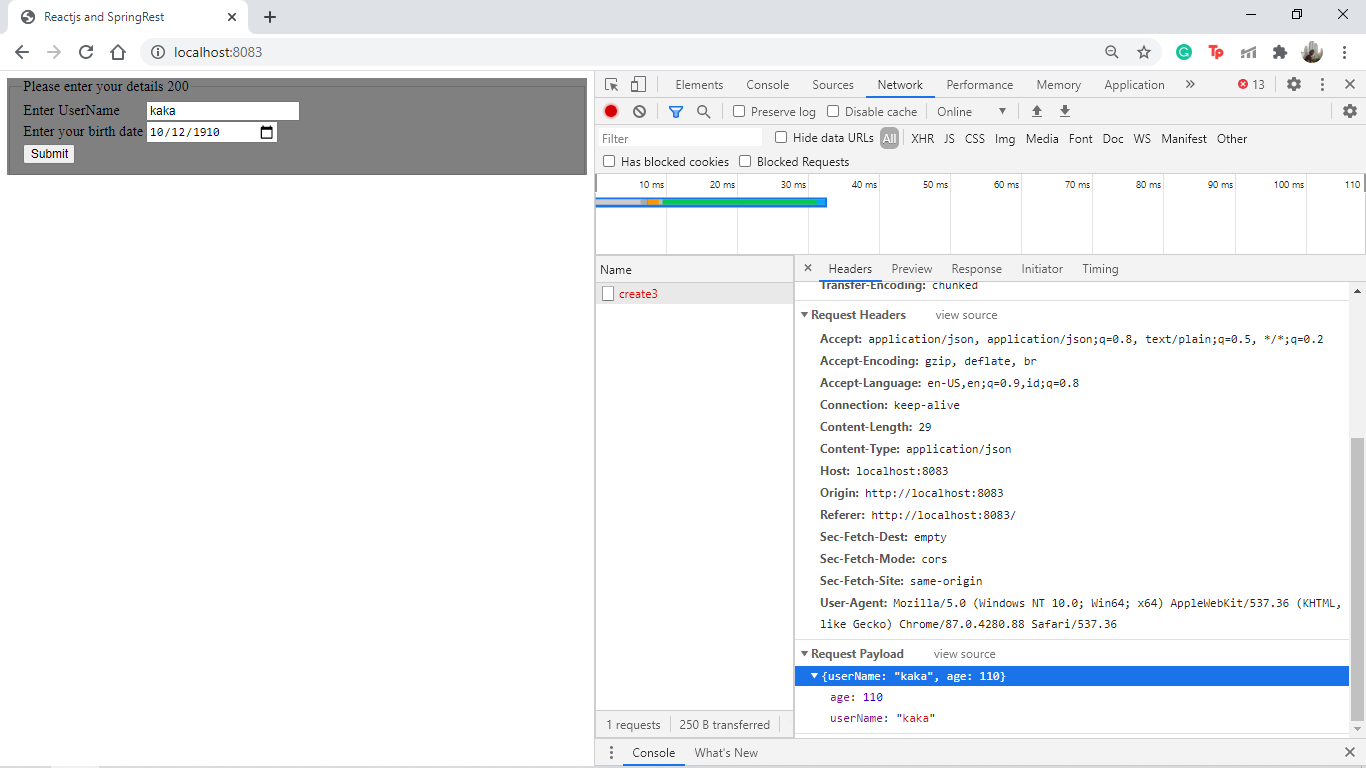 Reactjs and SpringRest
localhost:8083
Please enter your details 200
Enter UserName kaka
Enter your birth date 10/12/1910
Submit
Elements Console Sources Network Performance Memory Application 13
Preserve log Disable cache Online
Filter Hide data URLs All XHR JS CSS Img Media Font Doc WS Manifest Other
Has blocked cookies Blocked Requests
10 ms 20 ms 30 ms 40 ms 50 ms 60 ms 70 ms 80 ms 90 ms 100 ms 110
Name
create3
1 requests 250 B transferred
Headers Preview Response Initiator Timing
Transfer-Encoding: chunked
Request Headers view source
Accept: application/json, application/json;q=0.8, text/plain;q=0.5, */*;q=0.2
Accept-Encoding: gzip, deflate, br
Accept-Language: en-US,en;q=0.9,id;q=0.8
Connection: keep-alive
Content-Length: 29
Content-Type: application/json
Host: localhost:8083
Origin: http://localhost:8083
Referer: http://localhost:8083/
Sec-Fetch-Dest: empty
Sec-Fetch-Mode: cors
Sec-Fetch-Site: same-origin
User-Agent: Mozilla/5.0 (Windows NT 10.0; Win64; x64) AppleWebKit/537.36 (KHTML,
like Gecko) Chrome/87.0.4280.88 Safari/537.36
Request Payload view source
{userName: "kaka", age: 110}
age: 110
userName: "kaka"
Console What's New